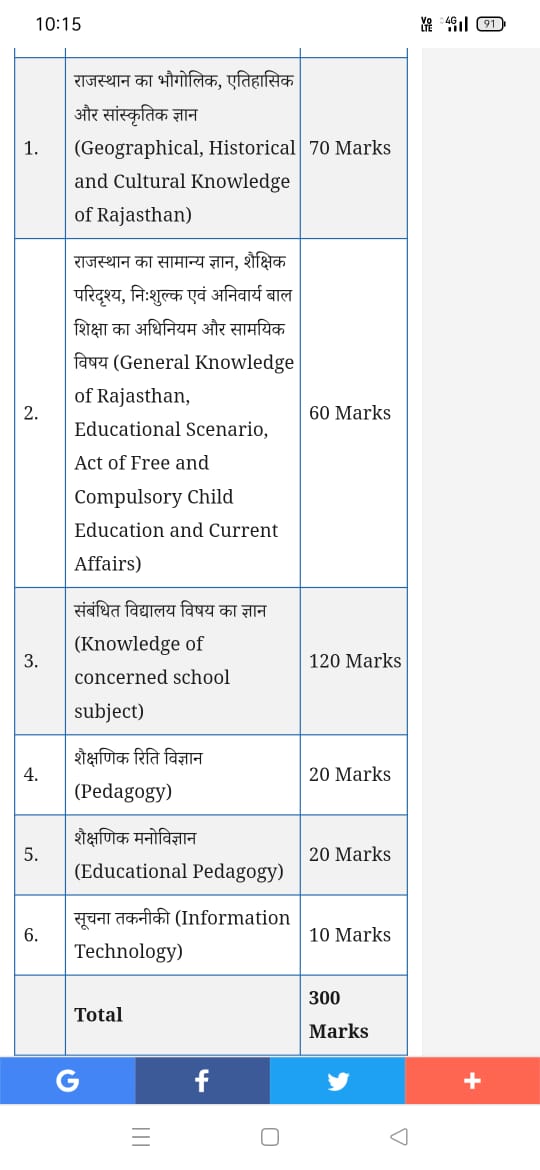 10:15
Vo LTE 4G 91
राजस्थान का भौगोलिक, एतिहासिक
और सांस्कृतिक ज्ञान
1. (Geographical, Historical 70 Marks
and Cultural Knowledge
of Rajasthan)
राजस्थान का सामान्य ज्ञान, शैक्षिक
परिदृश्य, निःशुल्क एवं अनिवार्य बाल
शिक्षा का अधिनियम और सामयिक
विषय (General Knowledge
of Rajasthan,
2. 60 Marks
Educational Scenario,
Act of Free and
Compulsory Child
Education and Current
Affairs)
संबंधित विद्यालय विषय का ज्ञान
(Knowledge of
3. 120 Marks
concerned school
subject)
शैक्षणिक रिति विज्ञान
4. 20 Marks
(Pedagogy)
शैक्षणिक मनोविज्ञान
5. 20 Marks
(Educational Pedagogy)
सूचना तकनीकी (Information
6. 10 Marks
Technology)
300
Total
Marks
G f +